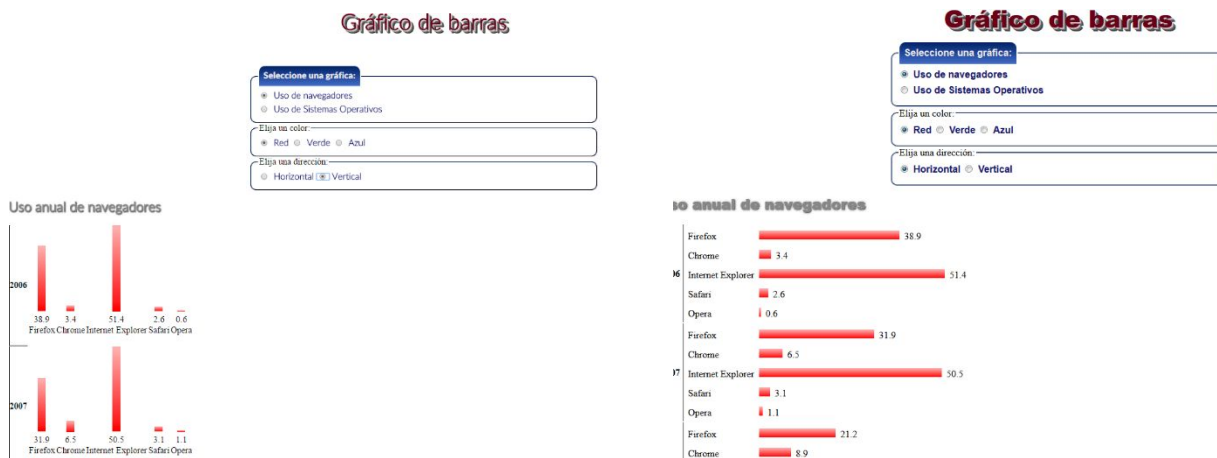 Gráfico de barras
Seleccione una gráfica:
Uso de navegadores
Uso de Sistemas Operativos
Elija un color:
Red Verde Azul
Elija una dirección:
Horizontal Vertical
Uso anual de navegadores
2006
38.9 3.4 51.4 2.6 0.6
Firefox Chrome Internet Explorer Safari Opera
2007
31.9 6.5 50.5 3.1 1.1
Firefox Chrome Internet Explorer Safari Opera
Gráfico de barras
Seleccione una gráfica:
Uso de navegadores
Uso de Sistemas Operativos
Elija un color:
Red Verde Azul
Elija una dirección:
Horizontal Vertical
so anual de navegadores
Firefox 38.9
Chrome 3.4
06 Internet Explorer 51.4
Safari 2.6
Opera 0.6
Firefox 31.9
Chrome 6.5
07 Internet Explorer 50.5
Safari 3.1
Opera 1.1
Firefox 21.2
Chrome 8.9